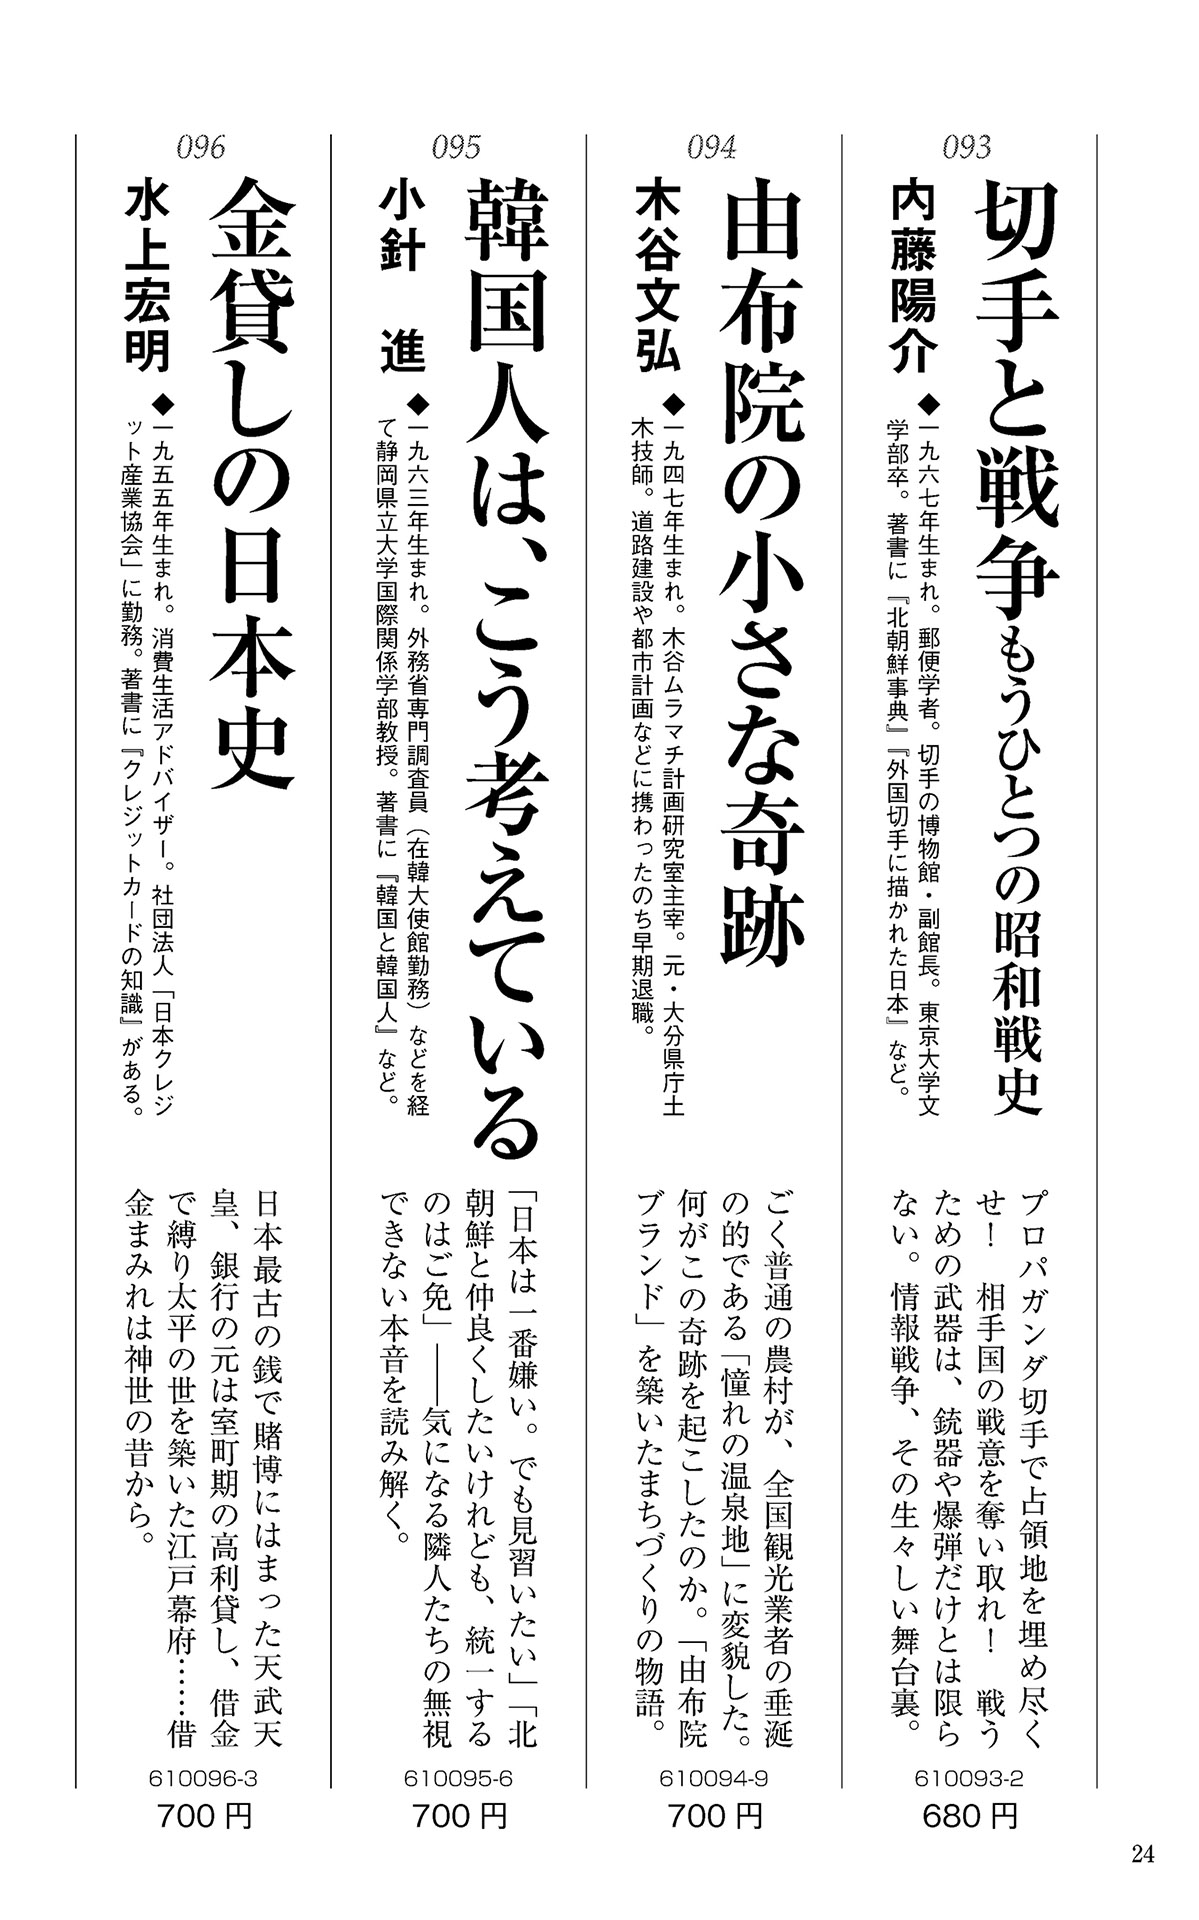 093
切手と戦争もうひとつの昭和戦史
内藤陽介
◆一九六七年生まれ。郵便学者。切手の博物館・副館長。東京大学文
学部卒。著書に『北朝鮮事典』『外国切手に描かれた日本』など。
プロパガンダ切手で占領地を埋め尽く
せ！　相手国の戦意を奪い取れ！　戦う
ための武器は、銃器や爆弾だけとは限ら
ない。情報戦争、その生々しい舞台裏。
610093-2
680円
094
由布院の小さな奇跡
木谷文弘
◆一九四七年生まれ。木谷ムラマチ計画研究室主宰。元・大分県庁土
木技師。道路建設や都市計画などに携わったのち早期退職。
ごく普通の農村が、全国観光業者の垂涎
の的である「憧れの温泉地」に変貌した。
何がこの奇跡を起こしたのか。「由布院
ブランド」を築いたまちづくりの物語。
610094-9
700円
095
韓国人は、こう考えている
小針　進
◆一九六三年生まれ。外務省専門調査員（在韓大使館勤務）などを経
て静岡県立大学国際関係学部教授。著書に『韓国と韓国人』など。
「日本は一番嫌い。でも見習いたい」「北
朝鮮と仲良くしたいけれども、統一する
のはご免」――気になる隣人たちの無視
できない本音を読み解く。
610095-6
700円
096
金貸しの日本史
水上宏明
◆一九五五年生まれ。消費生活アドバイザー。社団法人「日本クレジ
ット産業協会」に勤務。著書に『クレジットカードの知識』がある。
日本最古の銭で賭博にはまった天武天
皇、銀行の元は室町期の高利貸し、借金
で縛り太平の世を築いた江戸幕府……借
金まみれは神世の昔から。
610096-3
700円
24